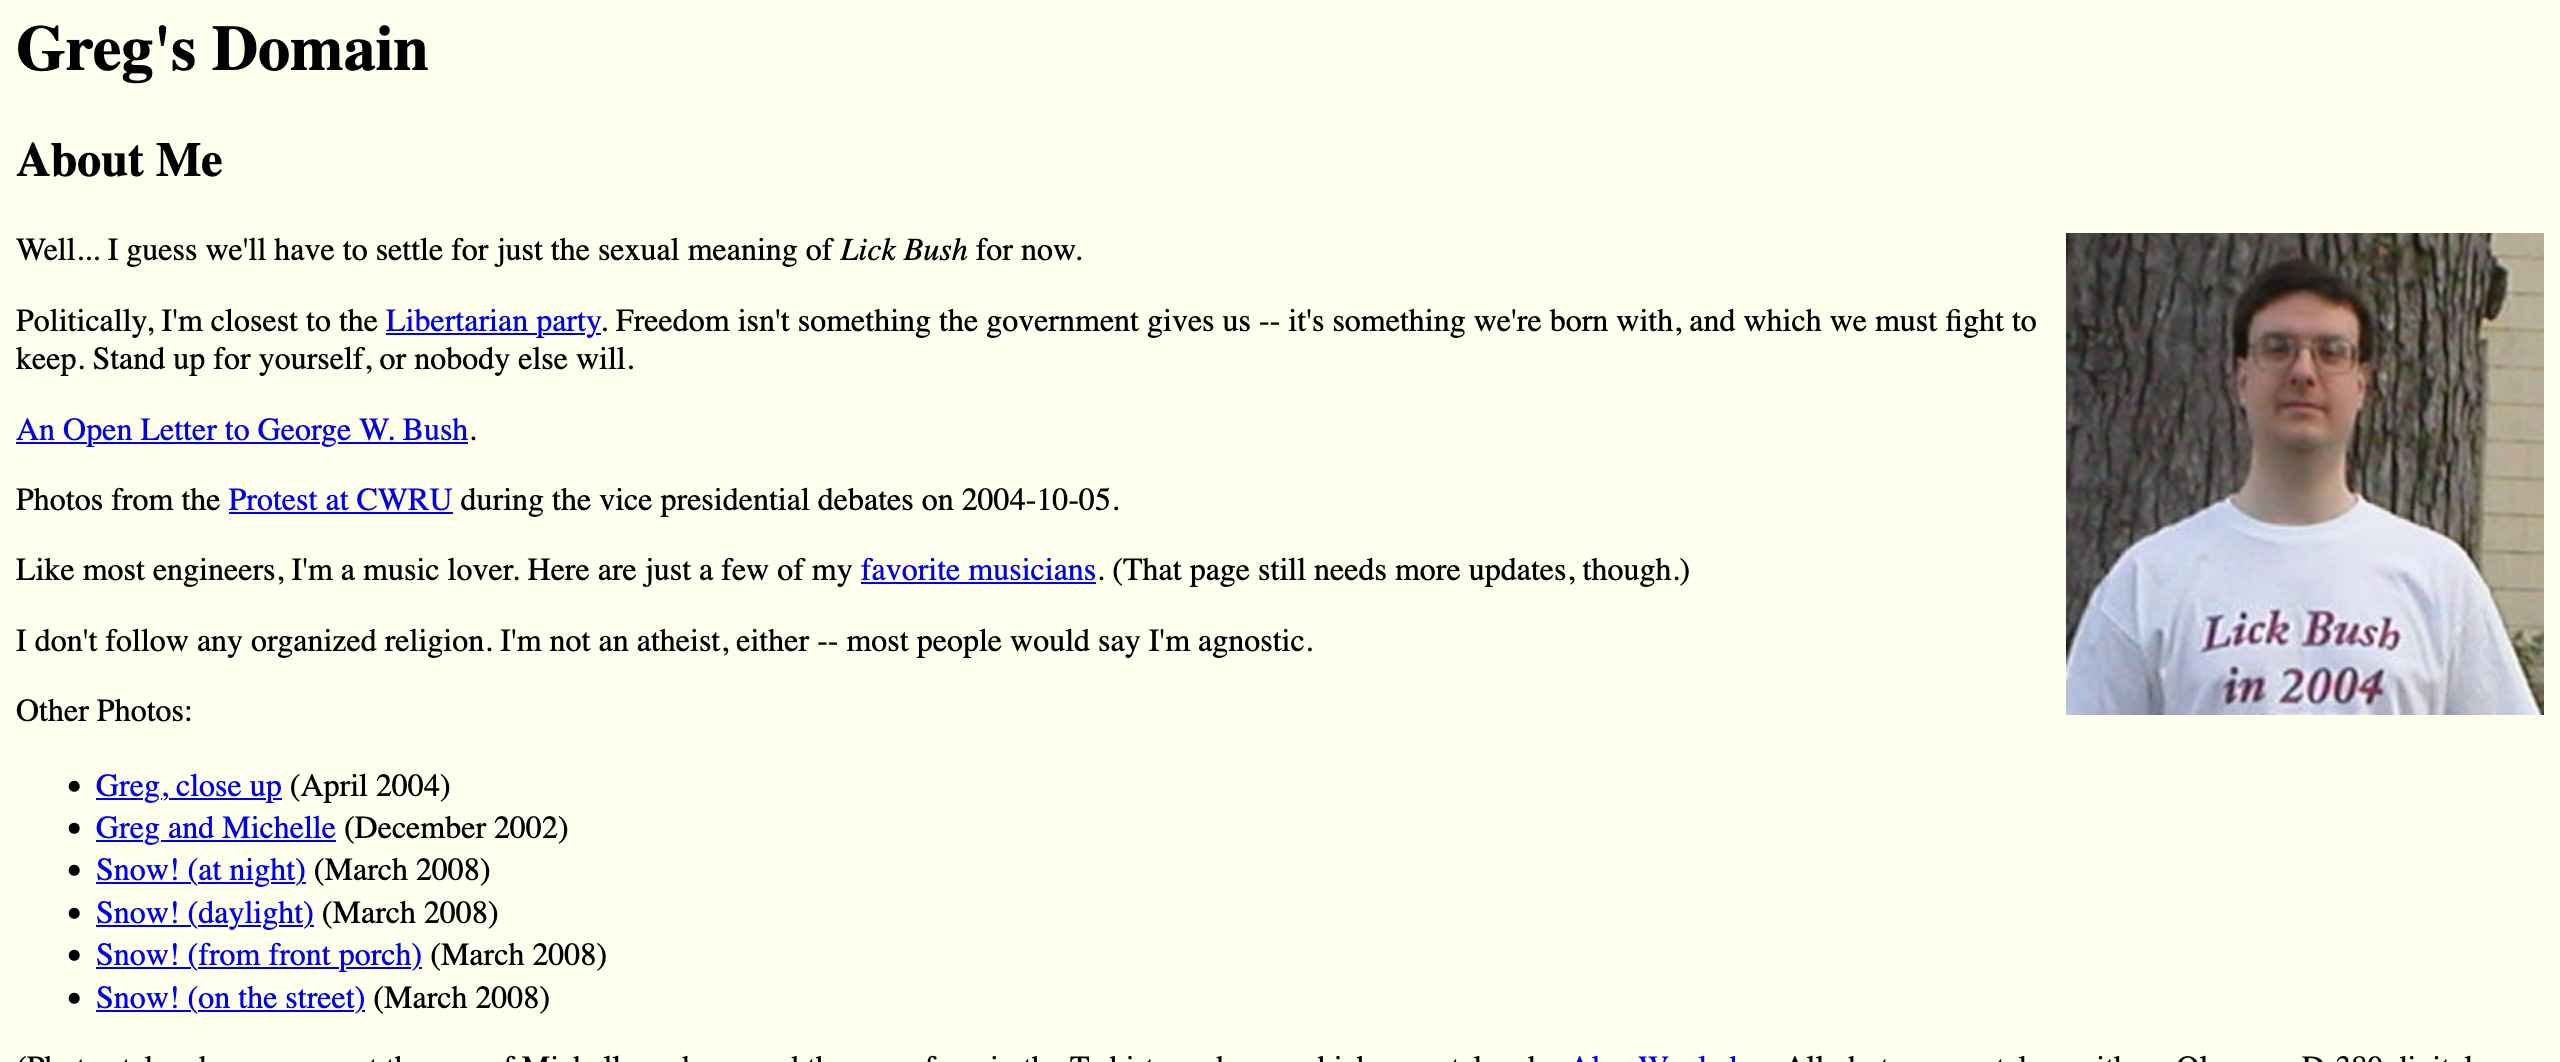 Greg's Domain
About Me
Well... I guess we'll have to settle for just the sexual meaning of Lick Bush for now.
Politically, I'm closest to the Libertarian party. Freedom isn't something the government gives us -- it's something we're born with, and which we must fight to
keep. Stand up for yourself, or nobody else will.
An Open Letter to George W. Bush.
Photos from the Protest at CWRU during the vice presidential debates on 2004-10-05.
Like most engineers, I'm a music lover. Here are just a few of my favorite musicians. (That page still needs more updates, though.)
I don't follow any organized religion. I'm not an atheist, either -- most people would say I'm agnostic.
Lick Bush
in 2004
Other Photos:
• Greg, close up (April 2004)
• Greg and Michelle (December 2002)
• Snow! (at night) (March 2008)
• Snow! (daylight) (March 2008)
• Snow! (from front porch) (March 2008)
• Snow! (on the street) (March 2008)